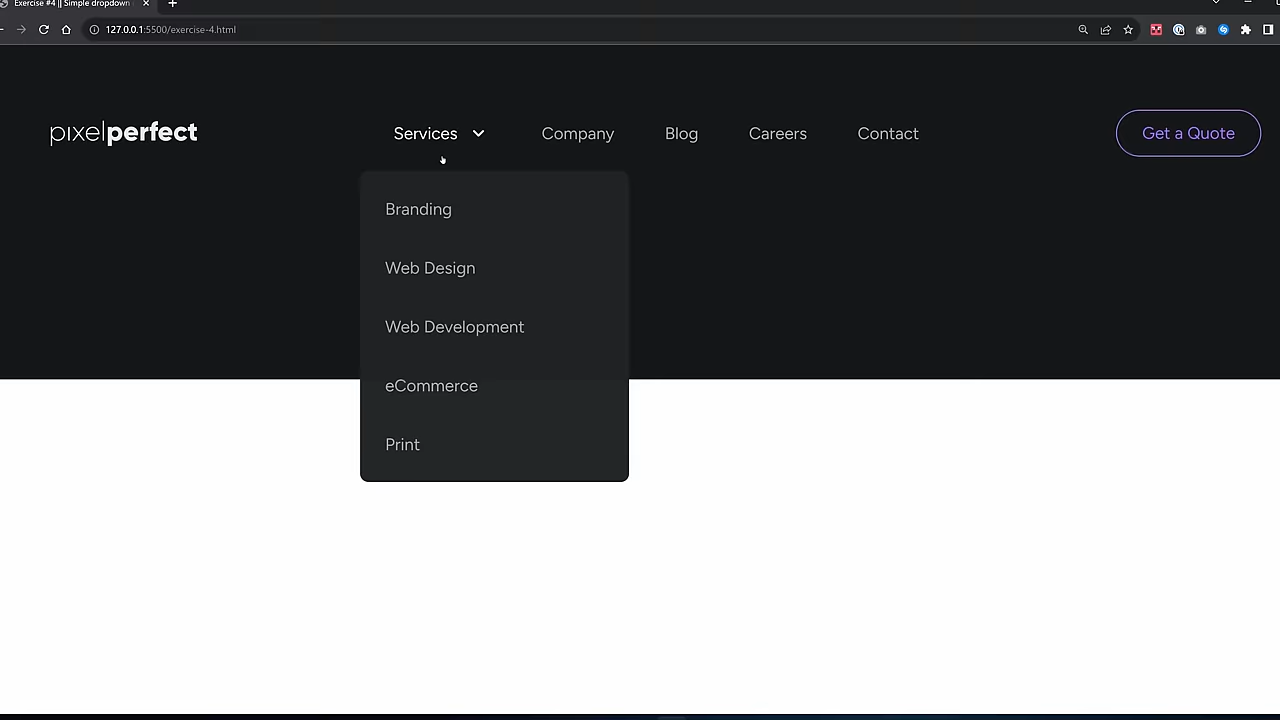 Exercise #4 || Simple dropdown
127.0.0.1:5500/exercise-4.html
pixelperfect Services Company Blog Careers Contact Get a Quote
Branding
Web Design
Web Development
eCommerce
Print